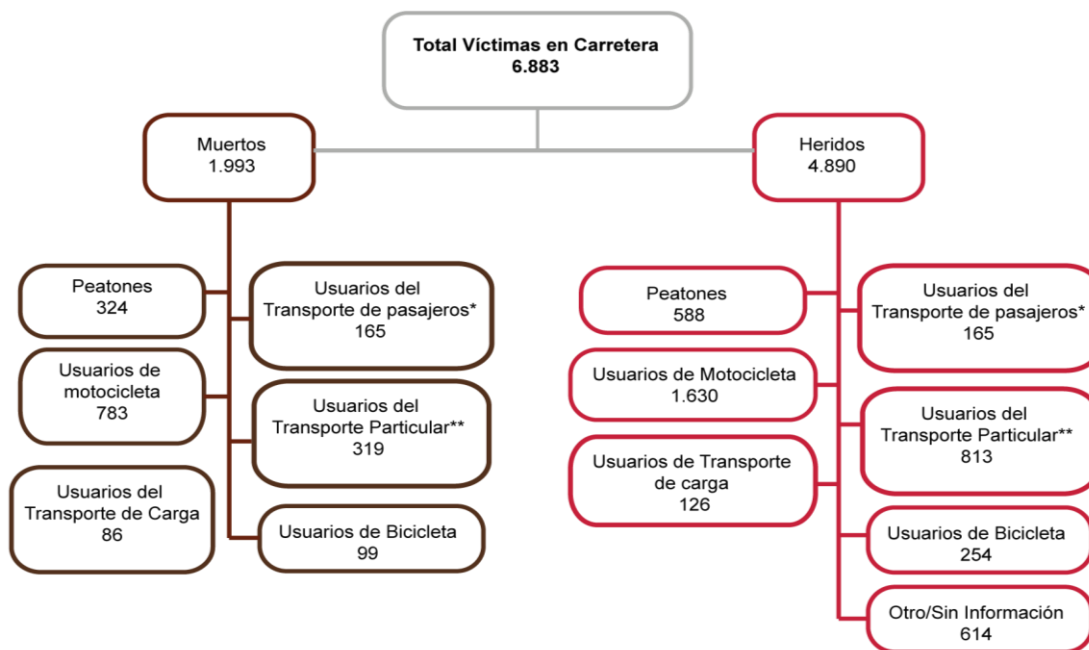 Total Víctimas en Carretera
6.883
Muertos
1.993
Peatones
324
Usuarios del
Transporte de pasajeros*
165
Usuarios de
motocicleta
783
Usuarios del
Transporte Particular**
319
Usuarios del
Transporte de Carga
86
Usuarios de Bicicleta
99
Heridos
4.890
Peatones
588
Usuarios del
Transporte de pasajeros*
165
Usuarios de Motocicleta
1.630
Usuarios del
Transporte Particular**
813
Usuarios de Transporte
de carga
126
Usuarios de Bicicleta
254
Otro/Sin Información
614